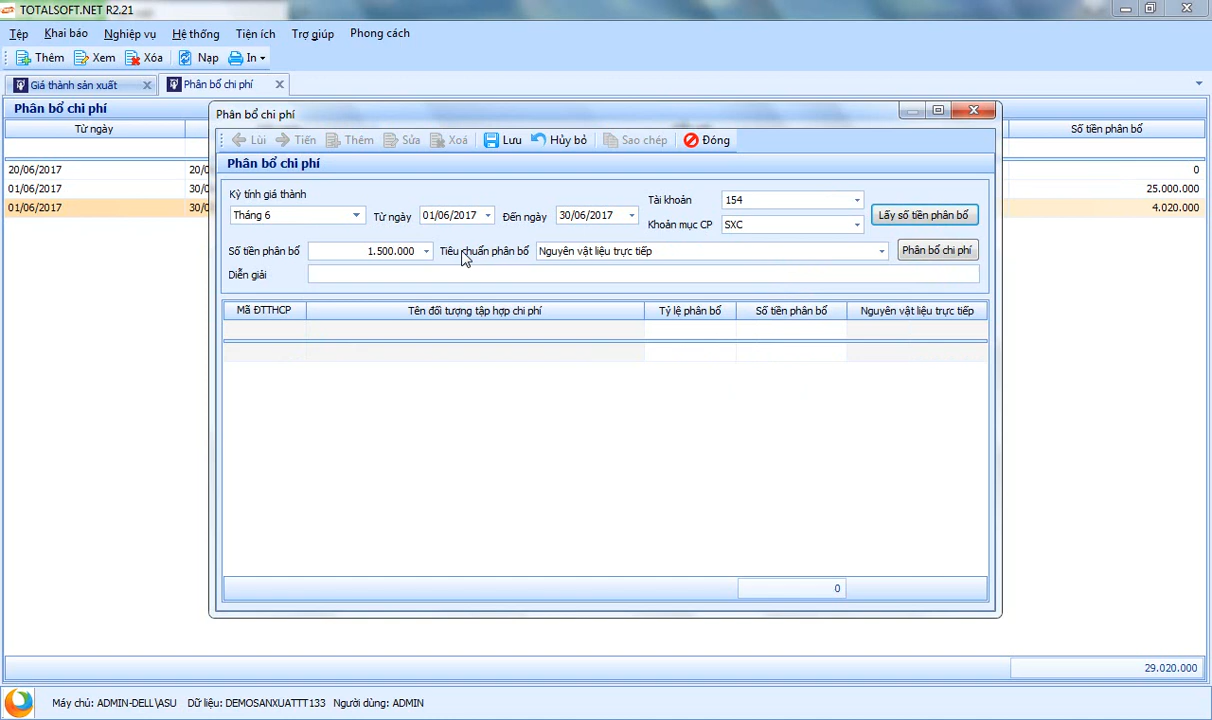 TOTALSOFT.NET R2.21
Tệp Khai báo Nghiệp vụ Hệ thống Tiện ích Trợ giúp Phong cách
Thêm Xem Xóa Nạp In
Giá thành sản xuất Phân bổ chi phí
Phân bổ chi phí
Từ ngày Số tiền phân bổ
20/06/2017 20/0 0
01/06/2017 30/0 25.000.000
01/06/2017 30/0 4.020.000
Phân bổ chi phí
Lùi Tiến Thêm Sửa Xoá Lưu Hủy bỏ Sao chép Đóng
Phân bổ chi phí
Kỳ tính giá thành
Tháng 6 Từ ngày 01/06/2017 Đến ngày 30/06/2017
Tài khoản 154
Khoản mục CP SXC
Lấy số tiền phân bổ
Số tiền phân bổ 1.500.000 Tiêu chuẩn phân bổ Nguyên vật liệu trực tiếp Phân bổ chi phí
Diễn giải
Mã ĐTTHCP Tên đối tượng tập hợp chi phí Tỷ lệ phân bổ Số tiền phân bổ Nguyên vật liệu trực tiếp
0
29.020.000
Máy chủ: ADMIN-DELL\ASU Dữ liệu: DEMOSANXUATTT133 Người dùng: ADMIN